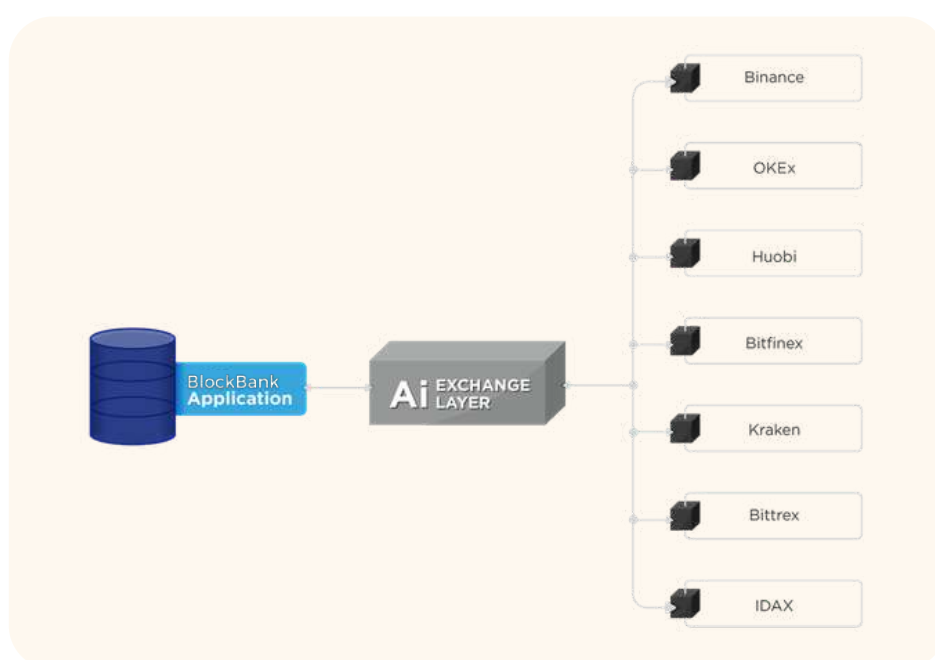 Binance
OKEx
Huobi
Bitfinex
BlockBank
Application
Ai EXCHANGE
LAYER
Kraken
Bittrex
IDAX